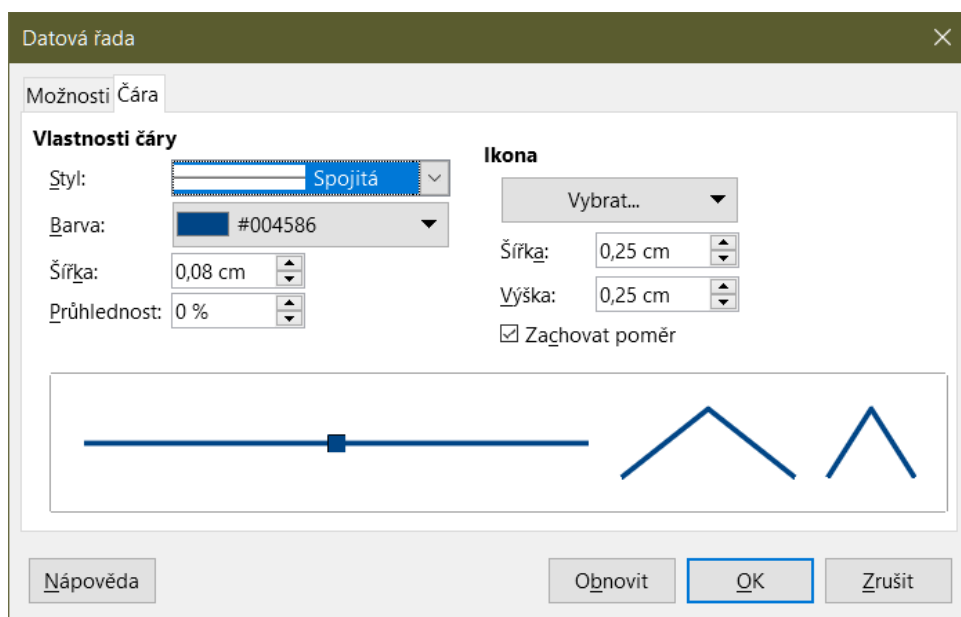 Datová řada
Možnosti Čára
Vlastnosti čáry
Styl: Spojitá
Barva: #004586
Šířka: 0,08 cm
Průhlednost: 0 %
Ikona
Vybrat...
Šířka: 0,25 cm
Výška: 0,25 cm
Zachovat poměr
Nápověda Obnovit OK Zrušit